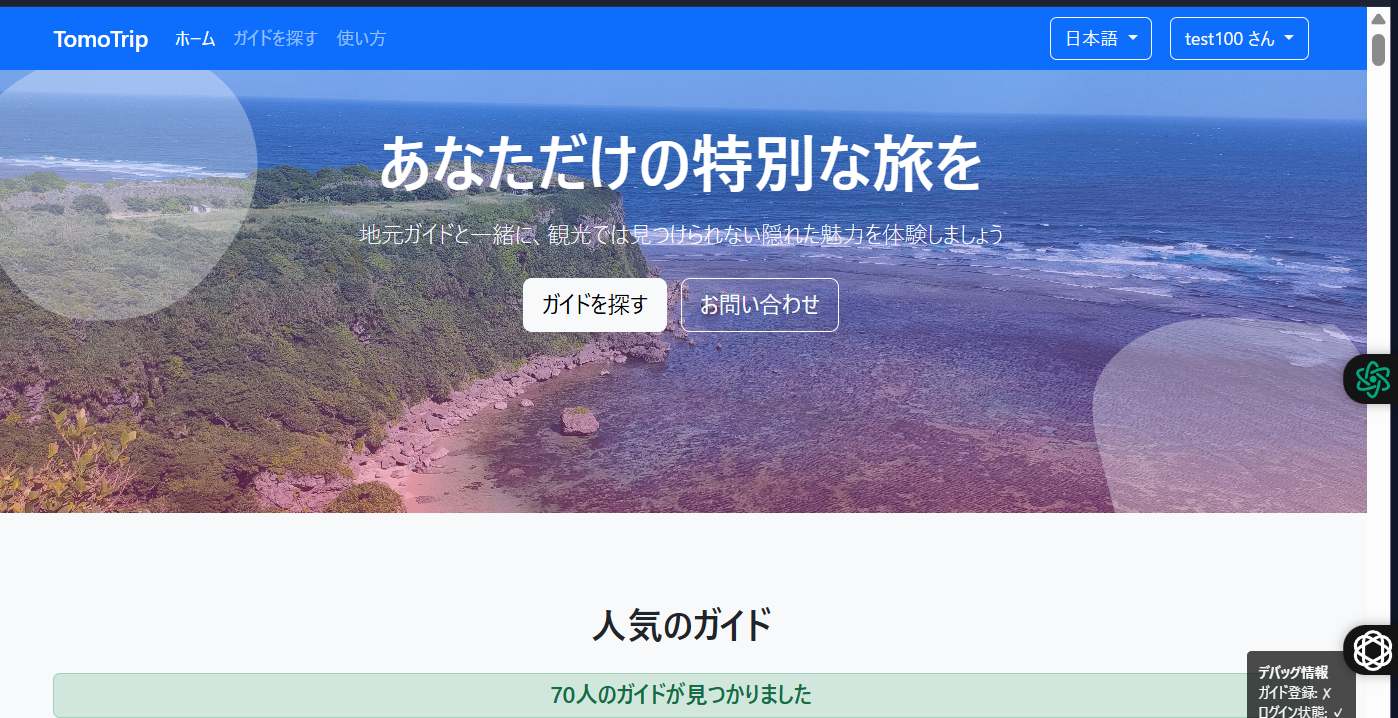 TomoTrip ホーム ガイドを探す 使い方 日本語 test100 さん
あなただけの特別な旅を
地元ガイドと一緒に、観光では見つけられない隠れた魅力を体験しましょう
ガイドを探す お問い合わせ
人気のガイド
70人のガイドが見つかりました
デバッグ情報
ガイド登録: ✗
ログイン状態: ✓